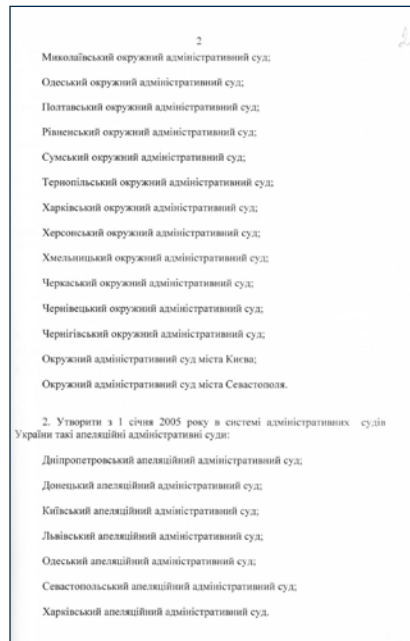 2
Миколаївський окружний адміністративний суд;
Одеський окружний адміністративний суд;
Полтавський окружний адміністративний суд;
Рівненський окружний адміністративний суд;
Сумський окружний адміністративний суд;
Тернопільський окружний адміністративний суд;
Харківський окружний адміністративний суд;
Херсонський окружний адміністративний суд;
Хмельницький окружний адміністративний суд;
Черкаський окружний адміністративний суд;
Чернівецький окружний адміністративний суд;
Чернігівський окружний адміністративний суд;
Окружний адміністративний суд міста Києва;
Окружний адміністративний суд міста Севастополя.
2. Утворити з 1 січня 2005 року в системі адміністративних судів
України такі апеляційні адміністративні суди:
Дніпропетровський апеляційний адміністративний суд;
Донецький апеляційний адміністративний суд;
Київський апеляційний адміністративний суд;
Львівський апеляційний адміністративний суд;
Одеський апеляційний адміністративний суд;
Севастопольський апеляційний адміністративний суд;
Харківський апеляційний адміністративний суд.